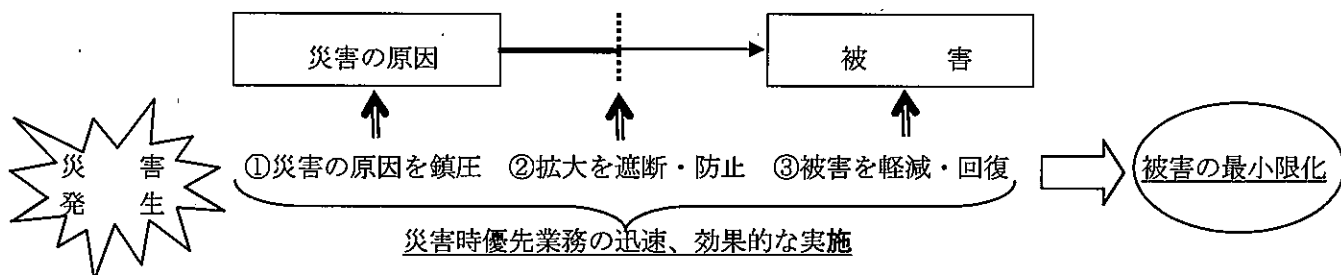 災害の原因
被害
災害
発生
①災害の原因を鎮圧 ②拡大を遮断・防止 ③被害を軽減・回復
被害の最小限化
災害時優先業務の迅速、効果的な実施